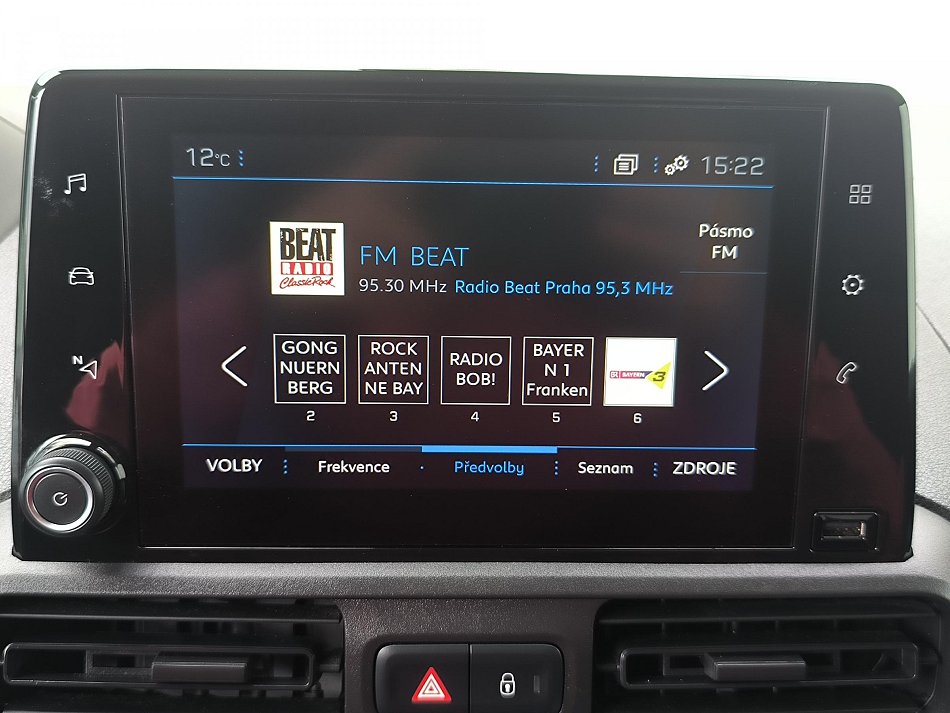 12°C
15:22
BEAT
RADIO
Classic Rock
FM BEAT
95.30 MHz Radio Beat Praha 95,3 MHz
Pásmo
FM
N
GONG
NUERN
BERG
2
ROCK
ANTEN
NE BAY
3
RADIO
BOB!
4
BAYER
N 1
Franken
5
BR BAYERN 3
6
VOLBY
Frekvence
Předvolby
Seznam
ZDROJE